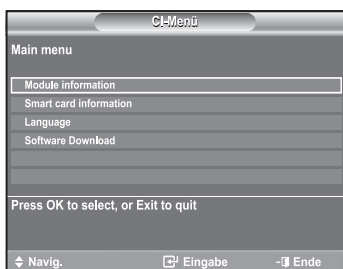 CI-Menü
Main menu
Module information
Smart card information
Language
Software Download
Press OK to select, or Exit to quit
Navig. Eingabe Ende